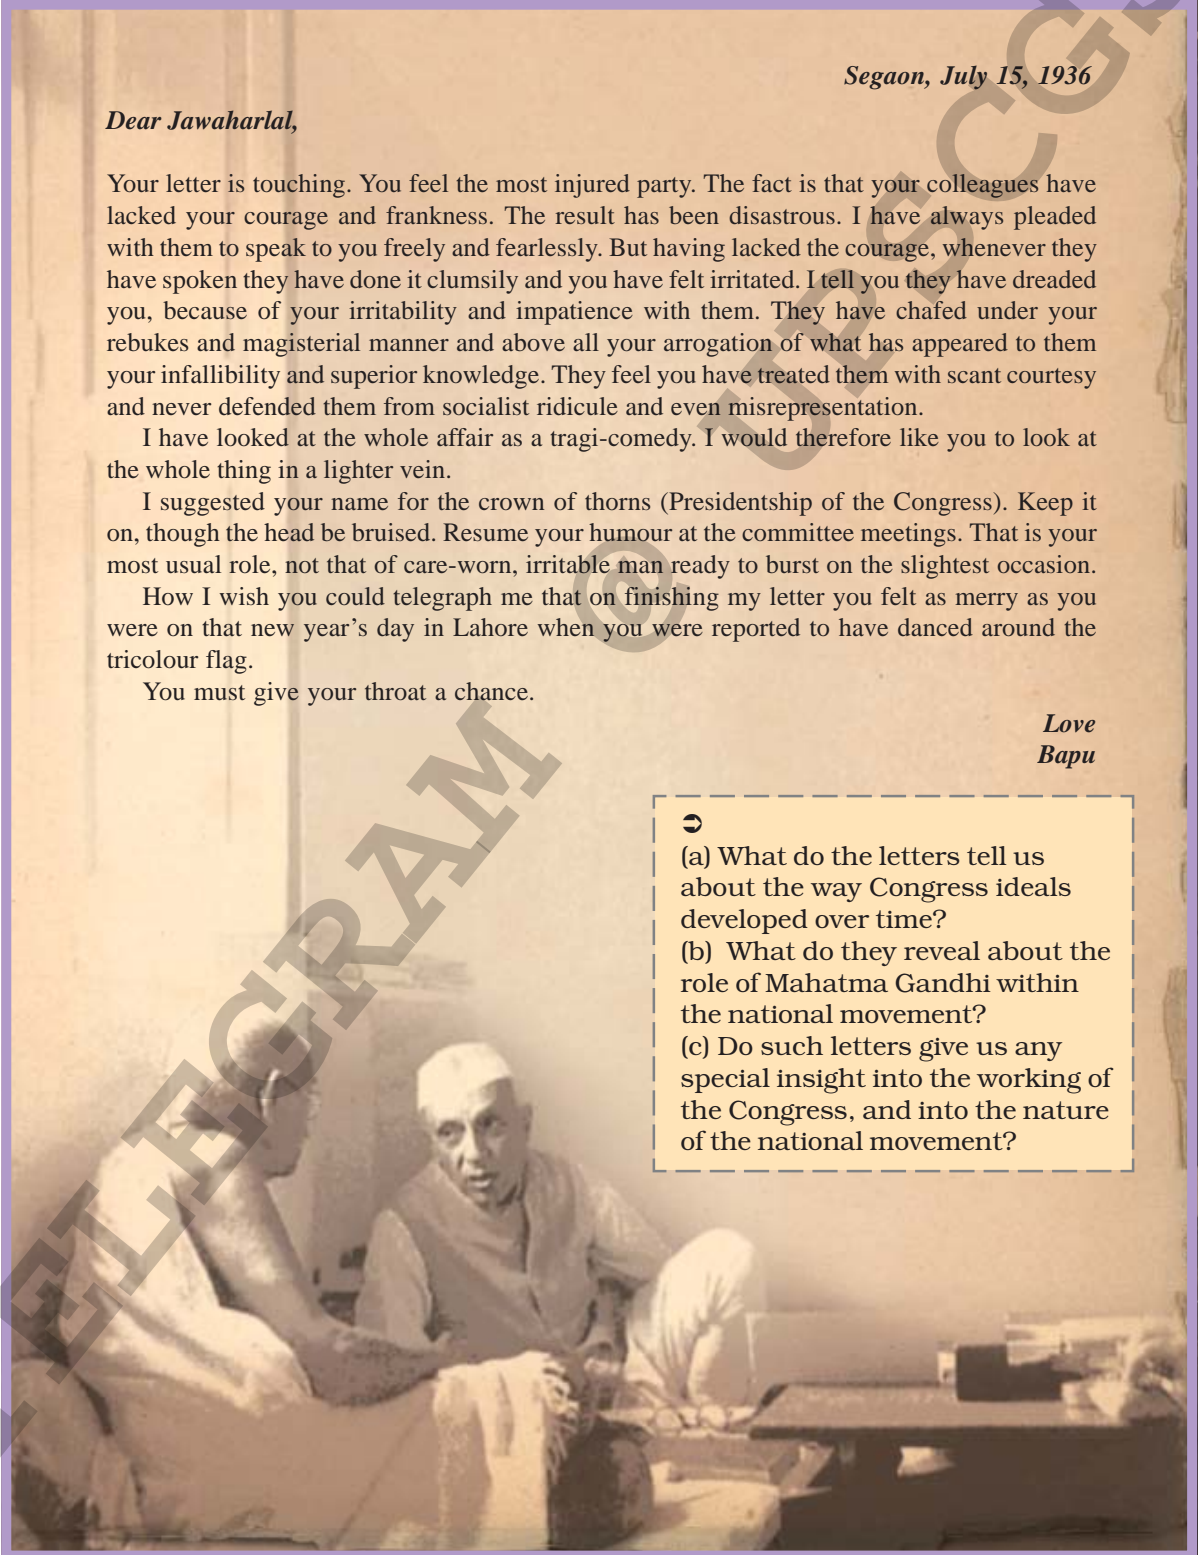 Segaon, July 15, 1936
Dear Jawaharlal,
Your letter is touching. You feel the most injured party. The fact is that your colleagues have
lacked your courage and frankness. The result has been disastrous. I have always pleaded
with them to speak to you freely and fearlessly. But having lacked the courage, whenever they
have spoken they have done it clumsily and you have felt irritated. I tell you they have dreaded
you, because of your irritability and impatience with them. They have chafed under your
rebukes and magisterial manner and above all your arrogation of what has appeared to them
your infallibility and superior knowledge. They feel you have treated them with scant courtesy
and never defended them from socialist ridicule and even misrepresentation.
I have looked at the whole affair as a tragi-comedy. I would therefore like you to look at
the whole thing in a lighter vein.
I suggested your name for the crown of thorns (Presidentship of the Congress). Keep it
on, though the head be bruised. Resume your humour at the committee meetings. That is your
most usual role, not that of care-worn, irritable man ready to burst on the slightest occasion.
How I wish you could telegraph me that on finishing my letter you felt as merry as you
were on that new year’s day in Lahore when you were reported to have danced around the
tricolour flag.
You must give your throat a chance.
Love
Bapu
➲
(a) What do the letters tell us
about the way Congress ideals
developed over time?
(b) What do they reveal about the
role of Mahatma Gandhi within
the national movement?
(c) Do such letters give us any
special insight into the working of
the Congress, and into the nature
of the national movement?
ELEGRAM @ UPSCG